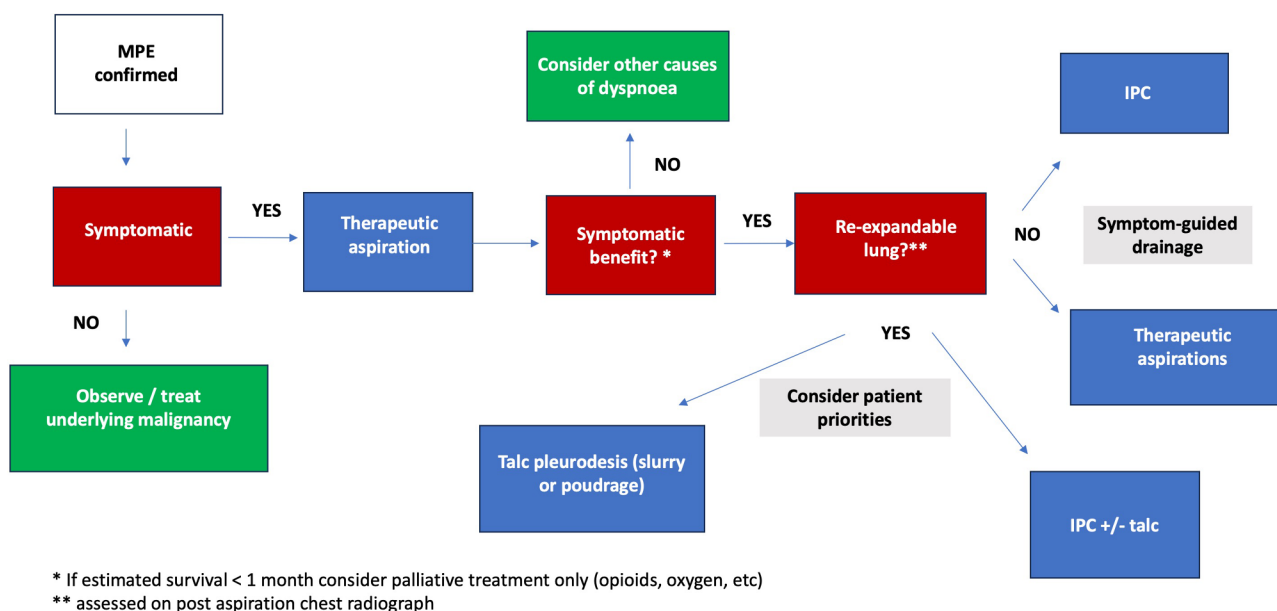 MPE
confirmed
Symptomatic
YES
NO
Observe / treat
underlying malignancy
Therapeutic
aspiration
Symptomatic
benefit? *
NO
Consider other causes
of dyspnoea
YES
Re-expandable
lung?**
NO
IPC
Symptom-guided
drainage
Therapeutic
aspirations
YES
Consider patient
priorities
Talc pleurodesis (slurry
or poudrage)
IPC +/- talc
* If estimated survival < 1 month consider palliative treatment only (opioids, oxygen, etc)
** assessed on post aspiration chest radiograph